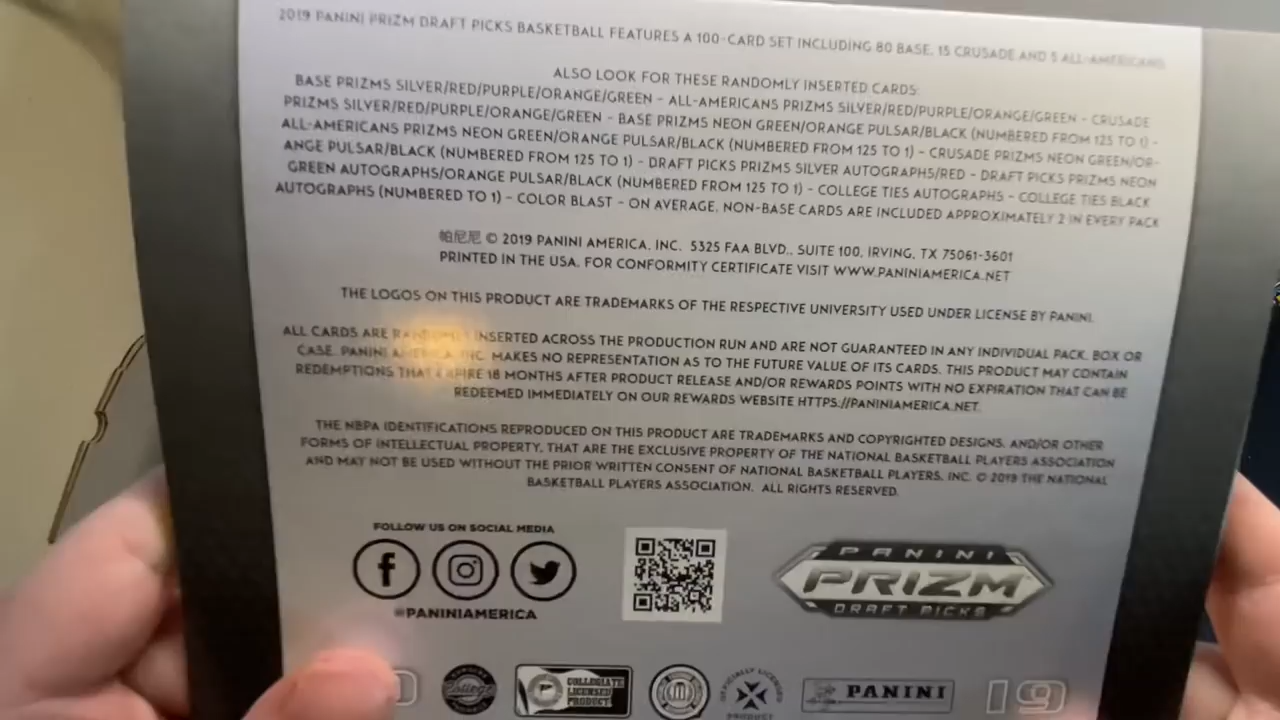 2019 PANINI PRIZM DRAFT PICKS BASKETBALL FEATURES A 100-CARD SET INCLUDING 80 BASE, 15 CRUSADE AND 5 ALL-AMERICANS
ALSO LOOK FOR THESE RANDOMLY INSERTED CARDS:
BASE PRIZMS SILVER/RED/PURPLE/ORANGE/GREEN – ALL-AMERICANS PRIZMS SILVER/RED/PURPLE/ORANGE/GREEN – CRUSADE
PRIZMS SILVER/RED/PURPLE/ORANGE/GREEN – BASE PRIZMS NEON GREEN/ORANGE PULSAR/BLACK (NUMBERED FROM 125 TO 1) –
ALL-AMERICANS PRIZMS NEON GREEN/ORANGE PULSAR/BLACK (NUMBERED FROM 125 TO 1) – CRUSADE PRIZMS NEON GREEN/OR-
ANGE PULSAR/BLACK (NUMBERED FROM 125 TO 1) – DRAFT PICKS PRIZMS SILVER AUTOGRAPHS/RED – DRAFT PICKS PRIZMS NEON
GREEN AUTOGRAPHS/ORANGE PULSAR/BLACK (NUMBERED FROM 125 TO 1) – COLLEGE TIES AUTOGRAPHS – COLLEGE TIES BLACK
AUTOGRAPHS (NUMBERED TO 1) – COLOR BLAST – ON AVERAGE, NON-BASE CARDS ARE INCLUDED APPROXIMATELY 2 IN EVERY PACK
帕尼尼 © 2019 PANINI AMERICA, INC. 5325 FAA BLVD., SUITE 100, IRVING, TX 75061-3601
PRINTED IN THE USA. FOR CONFORMITY CERTIFICATE VISIT WWW.PANINIAMERICA.NET
THE LOGOS ON THIS PRODUCT ARE TRADEMARKS OF THE RESPECTIVE UNIVERSITY USED UNDER LICENSE BY PANINI.
ALL CARDS ARE RANDOMLY INSERTED ACROSS THE PRODUCTION RUN AND ARE NOT GUARANTEED IN ANY INDIVIDUAL PACK, BOX OR
CASE. PANINI AMERICA, INC. MAKES NO REPRESENTATION AS TO THE FUTURE VALUE OF ITS CARDS. THIS PRODUCT MAY CONTAIN
REDEMPTIONS THAT EXPIRE 18 MONTHS AFTER PRODUCT RELEASE AND/OR REWARDS POINTS WITH NO EXPIRATION THAT CAN BE
REDEEMED IMMEDIATELY ON OUR REWARDS WEBSITE HTTPS://PANINIAMERICA.NET.
THE NBPA IDENTIFICATIONS REPRODUCED ON THIS PRODUCT ARE TRADEMARKS AND COPYRIGHTED DESIGNS, AND/OR OTHER
FORMS OF INTELLECTUAL PROPERTY, THAT ARE THE EXCLUSIVE PROPERTY OF THE NATIONAL BASKETBALL PLAYERS ASSOCIATION
AND MAY NOT BE USED WITHOUT THE PRIOR WRITTEN CONSENT OF NATIONAL BASKETBALL PLAYERS, INC. © 2019 THE NATIONAL
BASKETBALL PLAYERS ASSOCIATION. ALL RIGHTS RESERVED.
FOLLOW US ON SOCIAL MEDIA
@PANINIAMERICA
PANINI
PRIZM
DRAFT PICKS
College
COLLEGIATE
LICENSED
PRODUCT
OFFICIALLY LICENSED
PRODUCT
PANINI
19